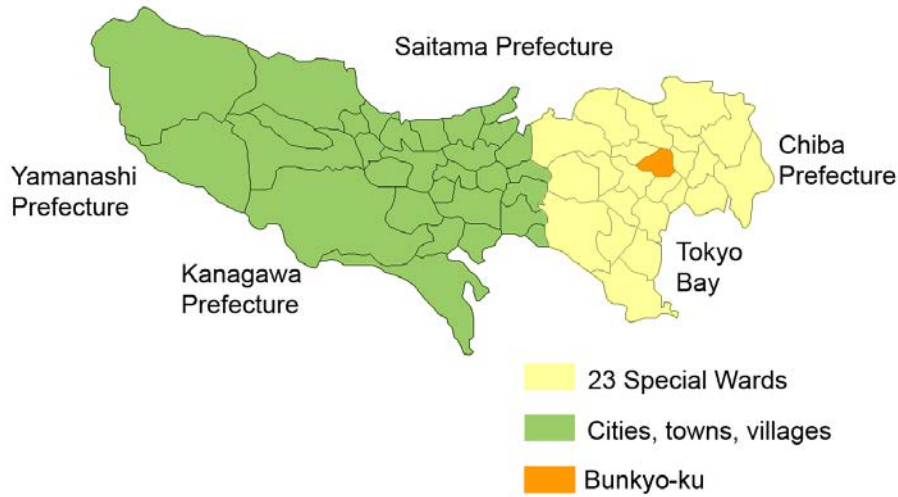 Saitama Prefecture
Chiba
Prefecture
Yamanashi
Prefecture
Tokyo
Bay
Kanagawa
Prefecture
23 Special Wards
Cities, towns, villages
Bunkyo-ku